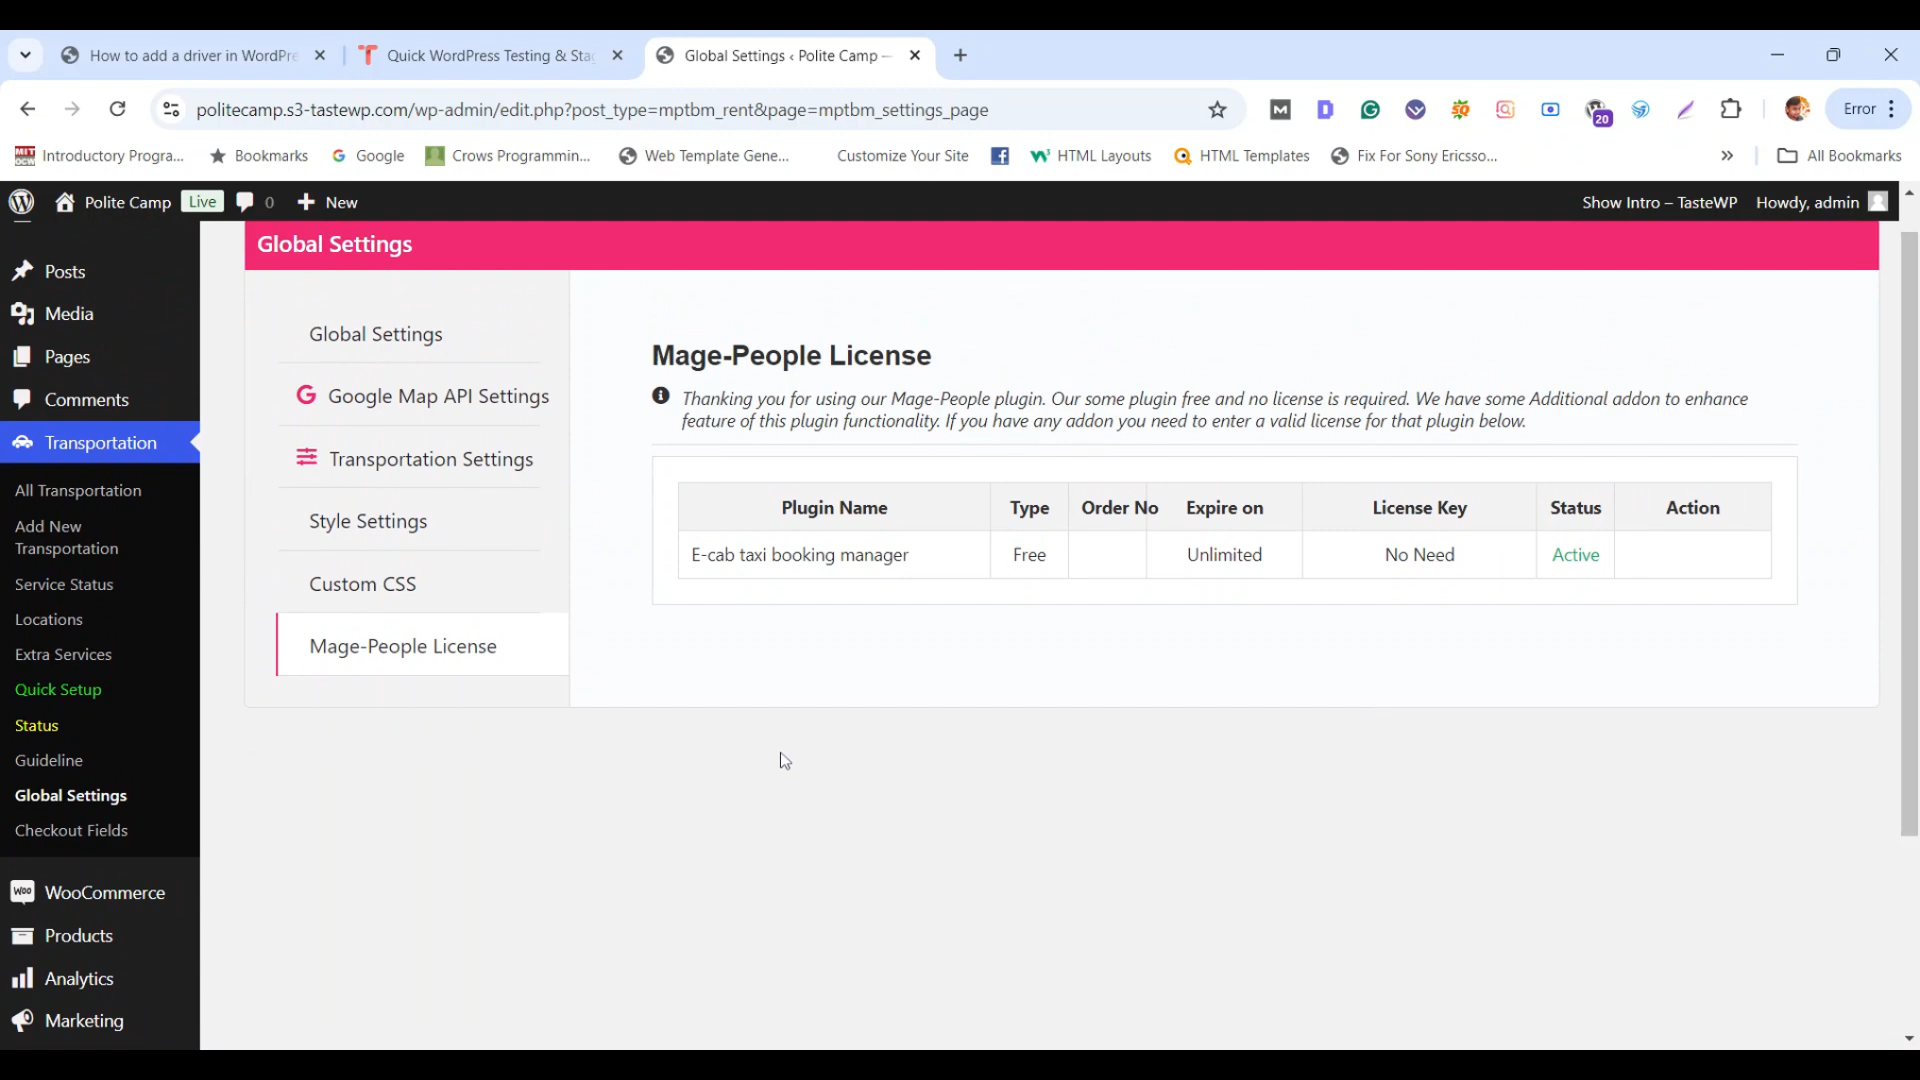 How to add a driver in WordPre
Quick WordPress Testing & Sta
Global Settings ‹ Polite Camp —
politecamp.s3-tastewp.com/wp-admin/edit.php?post_type=mptbm_rent&page=mptbm_settings_page
20
Error
MIT OCW Introductory Progra...
Bookmarks
Google
Crows Programmin...
Web Template Gene...
Customize Your Site
HTML Layouts
HTML Templates
Fix For Sony Ericsso...
All Bookmarks
Polite Camp
Live
0
New
Show Intro – TasteWP
Howdy, admin
Posts
Media
Pages
Comments
Transportation
All Transportation
Add New
Transportation
Service Status
Locations
Extra Services
Quick Setup
Status
Guideline
Global Settings
Checkout Fields
WooCommerce
Products
Analytics
Marketing
Global Settings
Global Settings
Google Map API Settings
Transportation Settings
Style Settings
Custom CSS
Mage-People License
Mage-People License
Thanking you for using our Mage-People plugin. Our some plugin free and no license is required. We have some Additional addon to enhance
feature of this plugin functionality. If you have any addon you need to enter a valid license for that plugin below.
Plugin Name Type Order No Expire on License Key Status Action
E-cab taxi booking manager Free Unlimited No Need Active